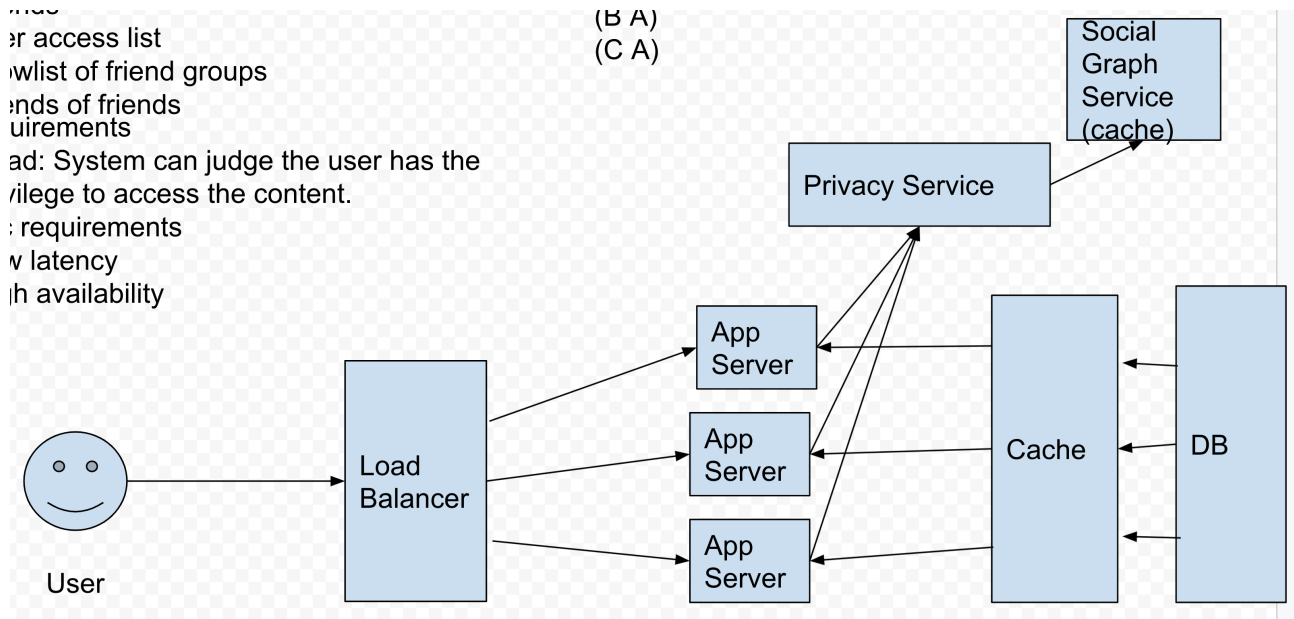 er access list
owlist of friend groups
ends of friends
uirements
ad: System can judge the user has the
vilege to access the content.
c requirements
w latency
gh availability
(B A)
(C A)
Social
Graph
Service
(cache)
Privacy Service
App
Server
App
Server
App
Server
Cache
DB
Load
Balancer
User